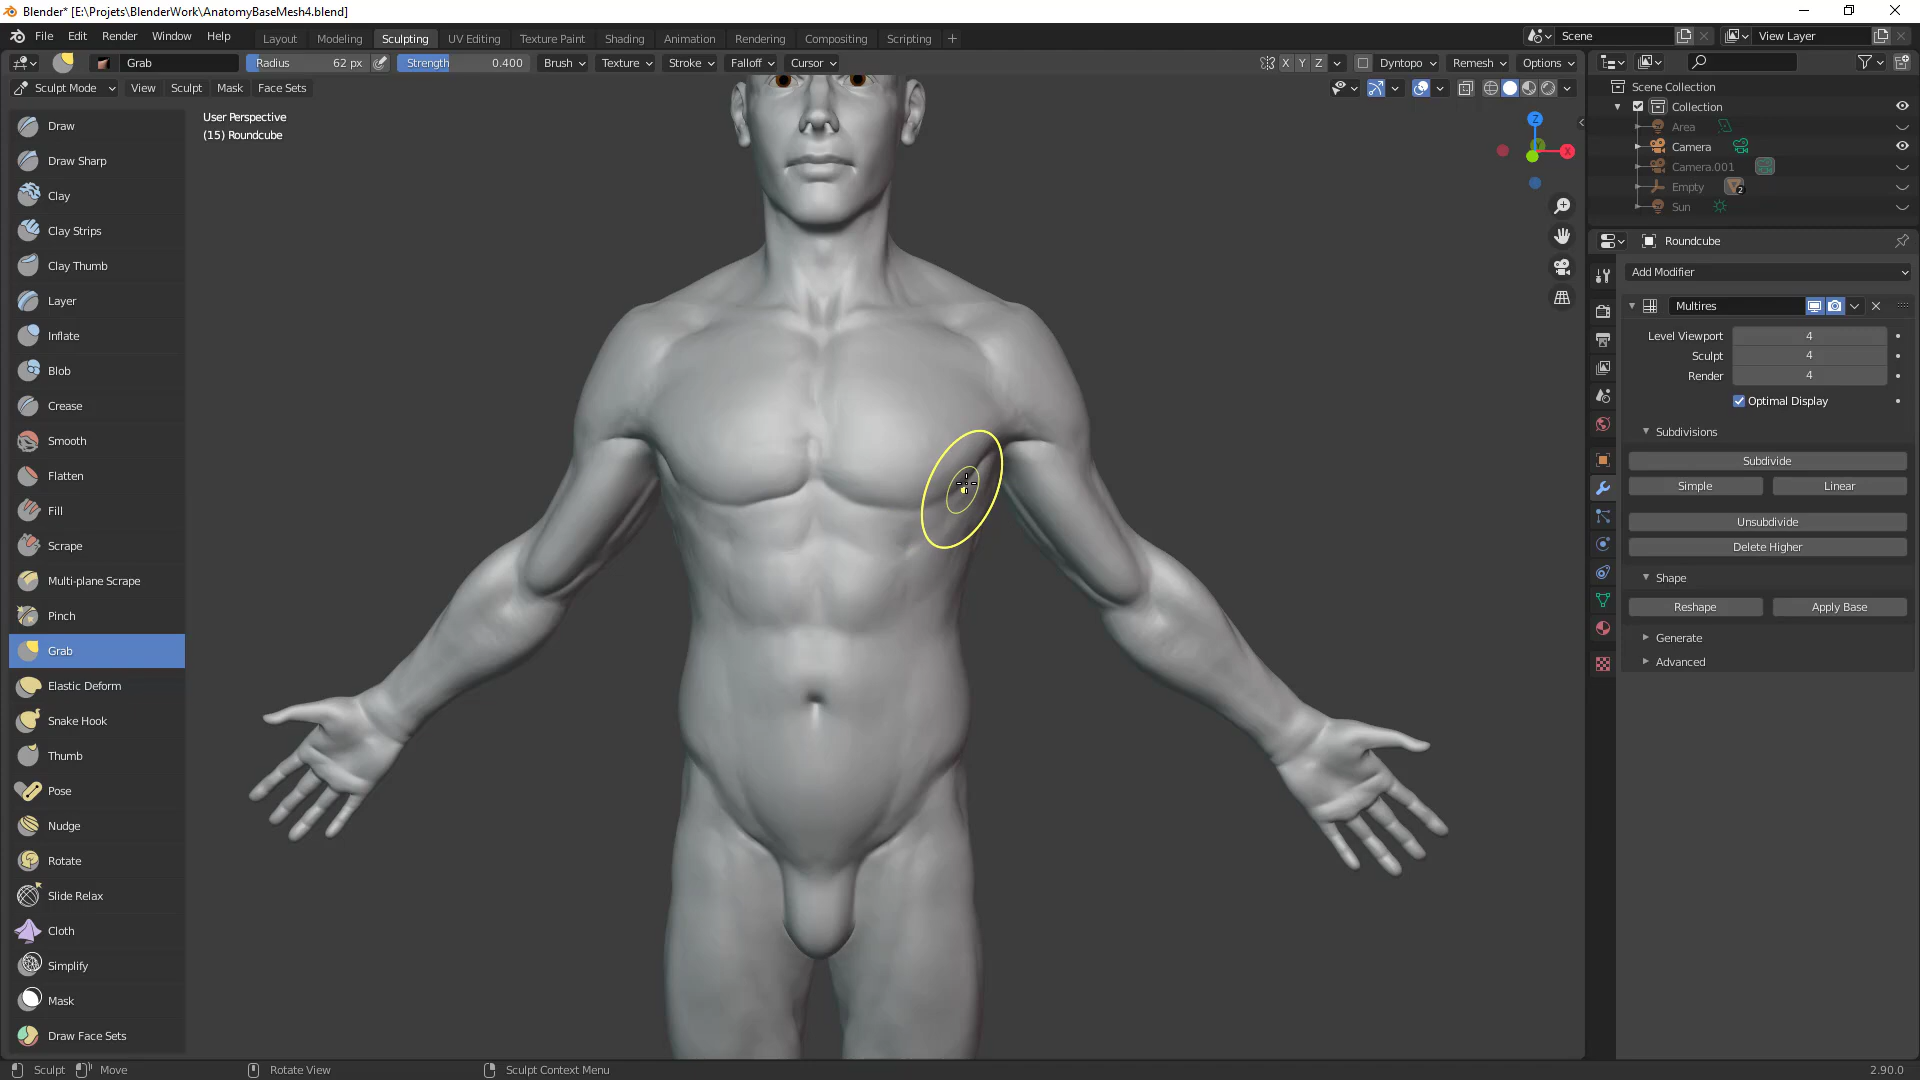 Blender* [E:\Projets\BlenderWork\AnatomyBaseMesh4.blend]
File Edit Render Window Help Layout Modeling Sculpting UV Editing Texture Paint Shading Animation Rendering Compositing Scripting + Scene View Layer
Grab Radius 62 px Strength 0.400 Brush Texture Stroke Falloff Cursor X Y Z Dyntopo Remesh Options
Sculpt Mode View Sculpt Mask Face Sets
User Perspective
(15) Roundcube
Z
X
Draw
Draw Sharp
Clay
Clay Strips
Clay Thumb
Layer
Inflate
Blob
Crease
Smooth
Flatten
Fill
Scrape
Multi-plane Scrape
Pinch
Grab
Elastic Deform
Snake Hook
Thumb
Pose
Nudge
Rotate
Slide Relax
Cloth
Simplify
Mask
Draw Face Sets
Scene Collection
Collection
Area
Camera
Camera.001
Empty 2
Sun
Roundcube
Add Modifier
Multires
Level Viewport 4
Sculpt 4
Render 4
Optimal Display
Subdivisions
Subdivide
Simple Linear
Unsubdivide
Delete Higher
Shape
Reshape Apply Base
Generate
Advanced
Sculpt Move Rotate View Sculpt Context Menu 2.90.0